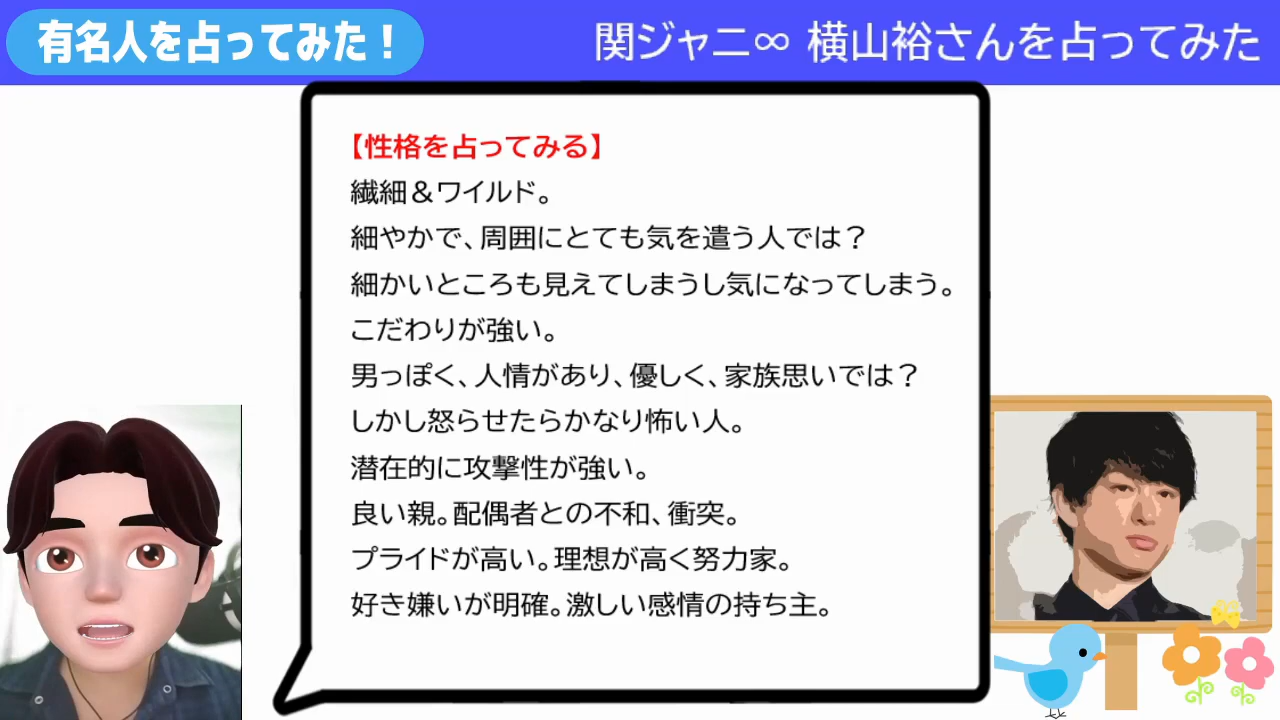 有名人を占ってみた!
関ジャニ∞ 横山裕さんを占ってみた
【性格を占ってみる】
繊細&ワイルド。
細やかで、周囲にとても気を遣う人では?
細かいところも見えてしまうし気になってしまう。
こだわりが強い。
男っぽく、人情があり、優しく、家族思いでは?
しかし怒らせたらかなり怖い人。
潜在的に攻撃性が強い。
良い親。配偶者との不和、衝突。
プライドが高い。理想が高く努力家。
好き嫌いが明確。激しい感情の持ち主。